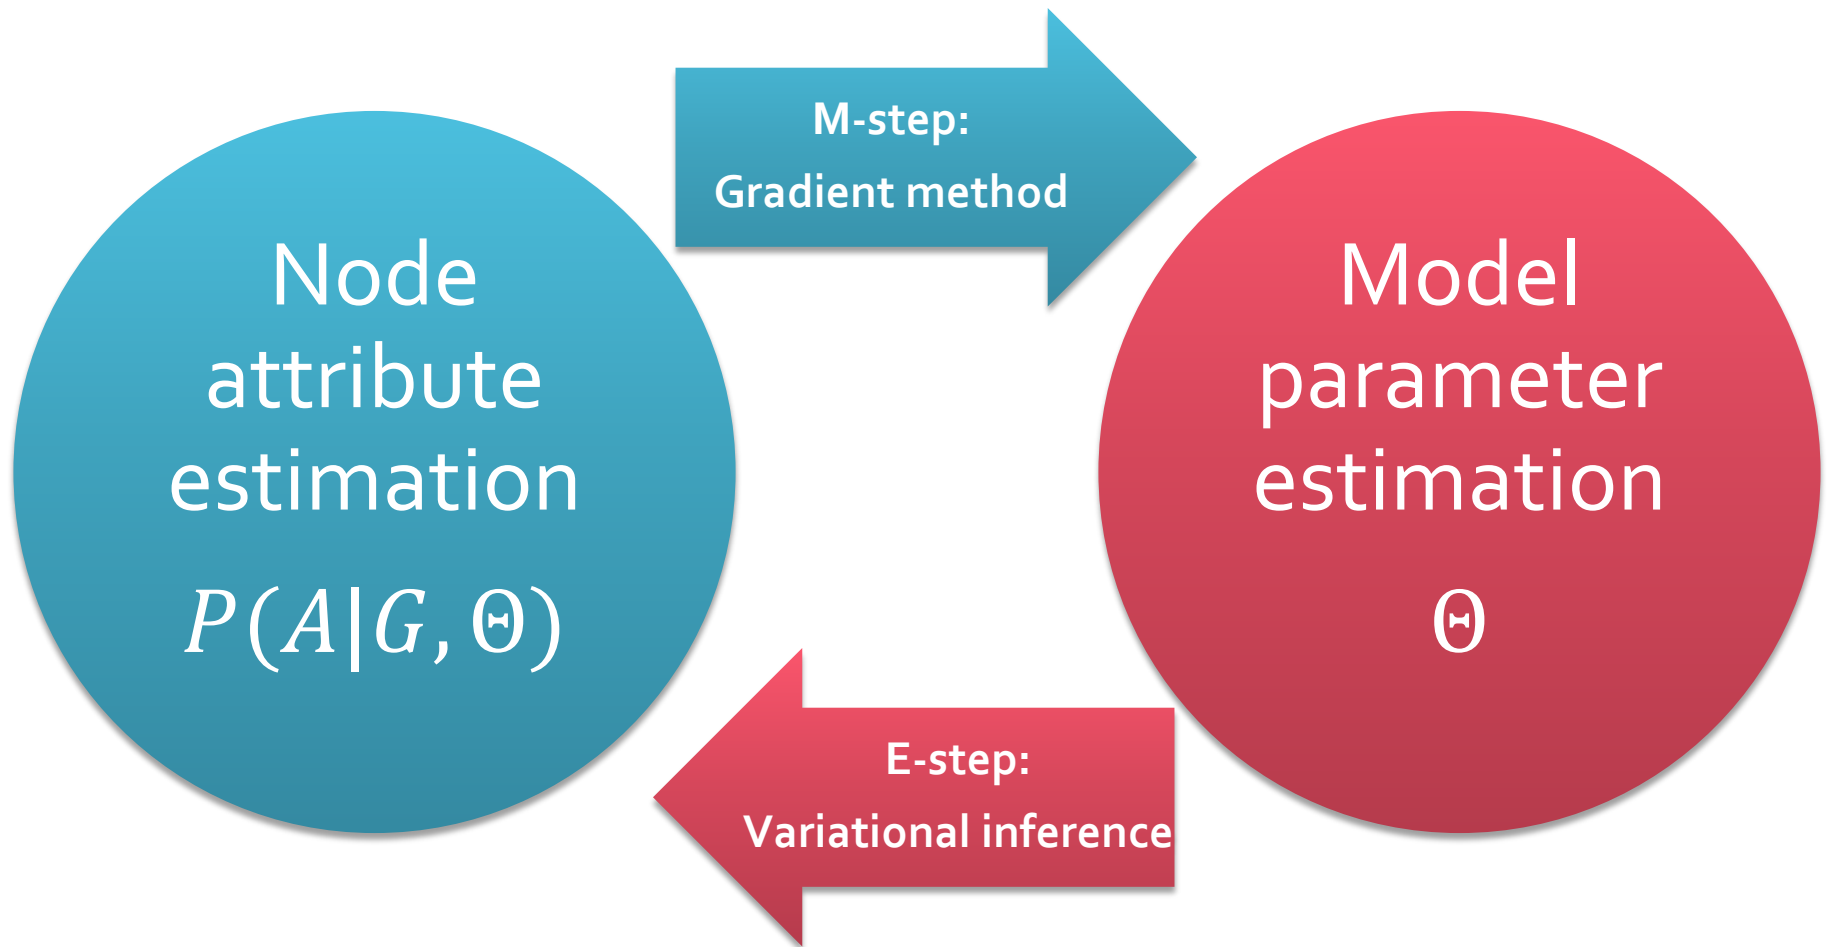 M-step:
Gradient method
Node
attribute
estimation
P(A|G, Θ)
Model
parameter
estimation
Θ
E-step:
Variational inference